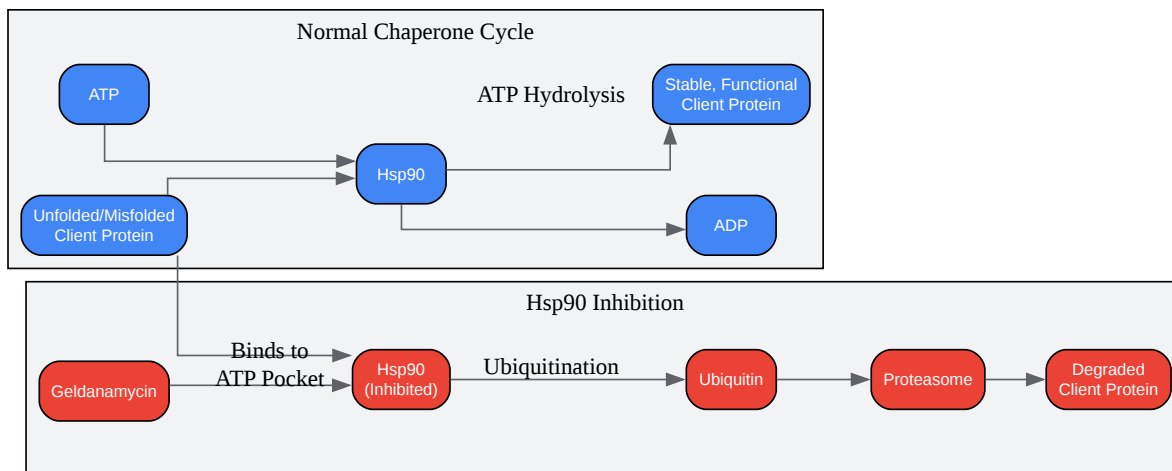 Normal Chaperone Cycle
ATP
ATP Hydrolysis
Stable, Functional
Client Protein
Hsp90
Unfolded/Misfolded
Client Protein
ADP
Hsp90 Inhibition
Geldanamycin
Binds to
ATP Pocket
Hsp90
(Inhibited)
Ubiquitination
Ubiquitin
Proteasome
Degraded
Client Protein